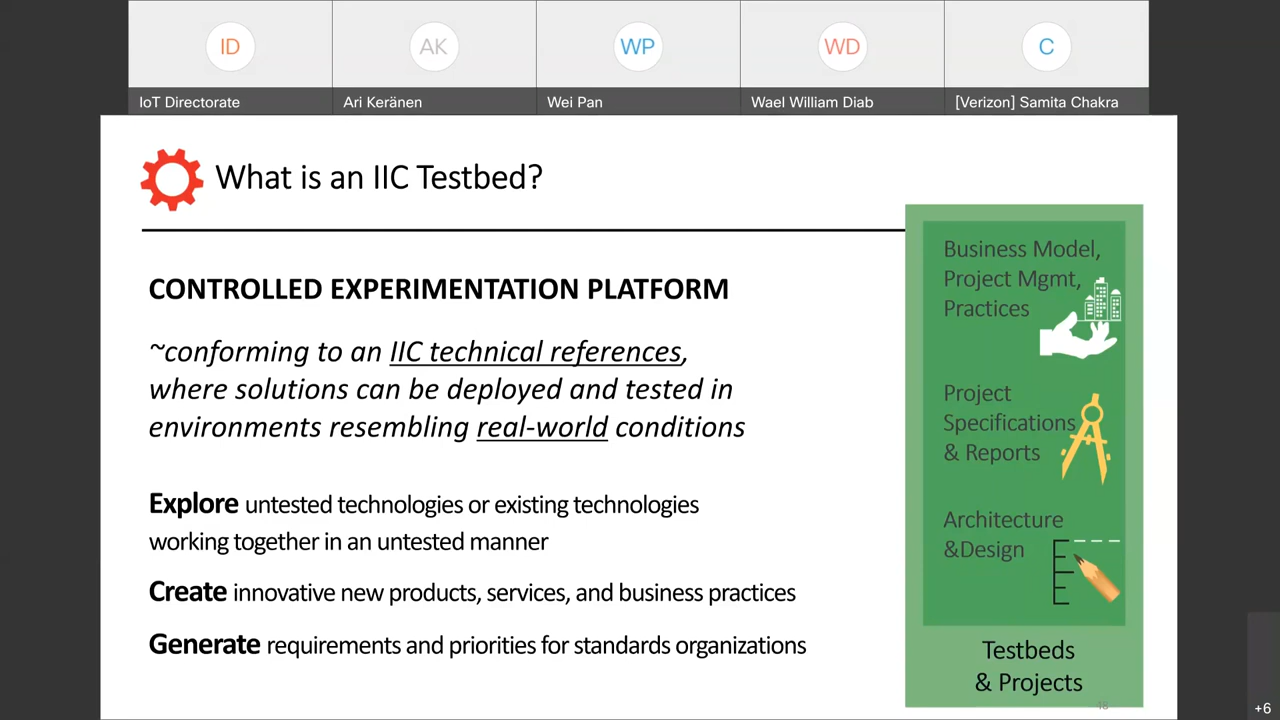 ID
AK
WP
WD
C
IoT Directorate
Ari Keränen
Wei Pan
Wael William Diab
[Verizon] Samita Chakra
What is an IIC Testbed?
CONTROLLED EXPERIMENTATION PLATFORM
~conforming to an IIC technical references,
where solutions can be deployed and tested in
environments resembling real-world conditions
Explore untested technologies or existing technologies
working together in an untested manner
Create innovative new products, services, and business practices
Generate requirements and priorities for standards organizations
Business Model,
Project Mgmt,
Practices
Project
Specifications
& Reports
Architecture
&Design
Testbeds
& Projects
+6